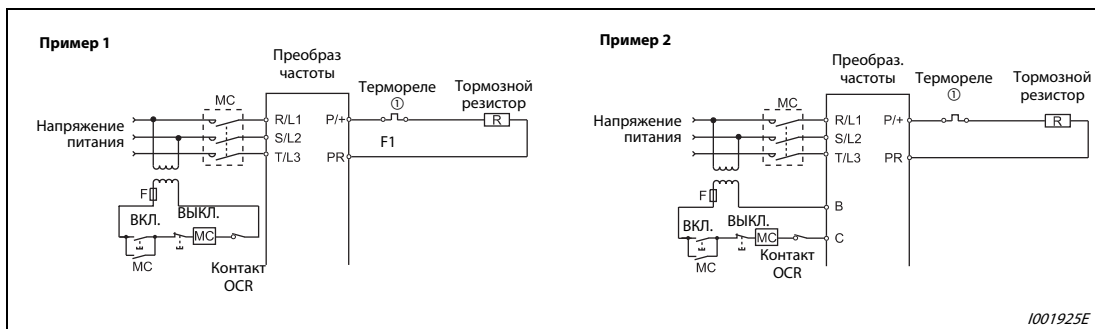 Пример 1
Преобраз
частоты
Термореле
①
Тормозной
резистор
MC
Напряжение
питания
R/L1
P/+
R
S/L2
F1
T/L3
PR
F
ВКЛ.
ВЫКЛ.
MC
MC
Контакт
OCR
Пример 2
Преобраз.
частоты
Термореле
①
Тормозной
резистор
MC
Напряжение
питания
R/L1
P/+
R
S/L2
T/L3
PR
F
B
ВКЛ.
ВЫКЛ.
MC
C
MC
Контакт
OCR
I001925E